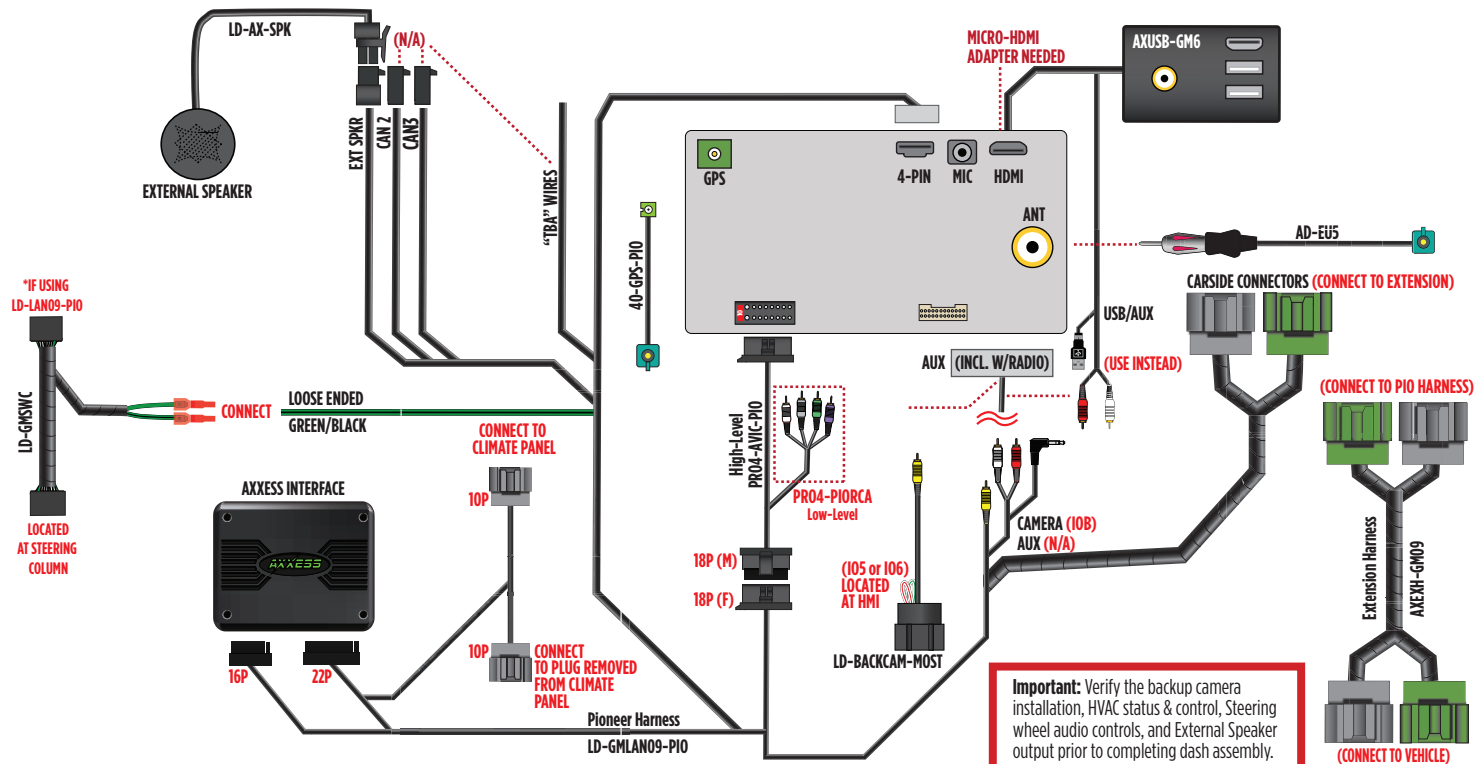 LD-AX-SPK
(N/A)
EXTERNAL SPEAKER
EXT SPKR
CAN 2
CAN3
"TBA" WIRES
MICRO-HDMI
ADAPTER NEEDED
AXUSB-GM6
GPS
4-PIN
MIC
HDMI
ANT
40-GPS-PIO
AD-EU5
CARSIDE CONNECTORS (CONNECT TO EXTENSION)
USB/AUX
AUX
(INCL. W/RADIO)
(USE INSTEAD)
(CONNECT TO PIO HARNESS)
*IF USING
LD-LAN09-PIO
LD-GMSWC
CONNECT
LOOSE ENDED
GREEN/BLACK
LOCATED
AT STEERING
COLUMN
CONNECT TO
CLIMATE PANEL
10P
AXXESS INTERFACE
AXXESS
16P
22P
10P
CONNECT
TO PLUG REMOVED
FROM CLIMATE
PANEL
High-Level
PR04-AVIC-PIO
PR04-PIORCA
Low-Level
18P (M)
18P (F)
(IO5 or IO6)
LOCATED
AT HMI
LD-BACKCAM-MOST
CAMERA (IOB)
AUX (N/A)
Extension Harness
AXEXH-GM09
(CONNECT TO VEHICLE)
Pioneer Harness
LD-GMLAN09-PIO
Important: Verify the backup camera
installation, HVAC status & control, Steering
wheel audio controls, and External Speaker
output prior to completing dash assembly.